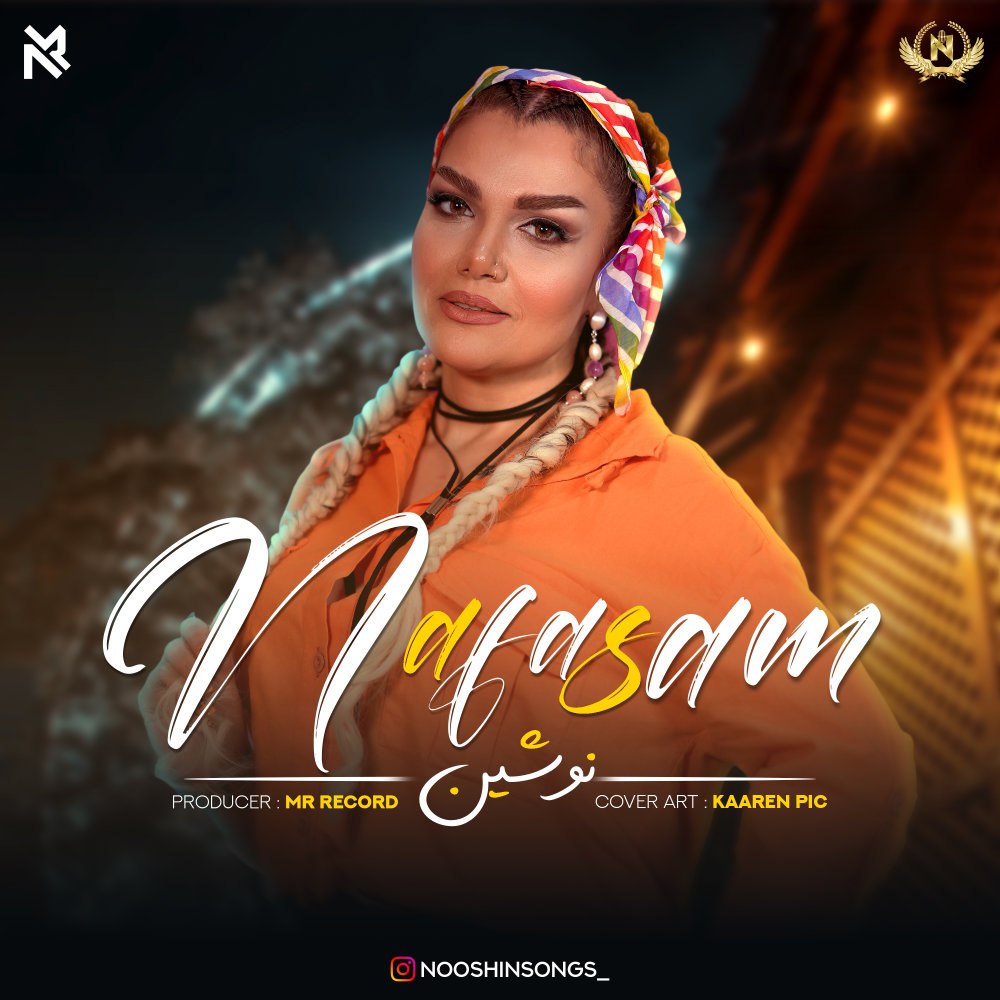 Nafasam
نوشین
PRODUCER : MR RECORD
COVER ART : KAAREN PIC
NOOSHINSONGS_